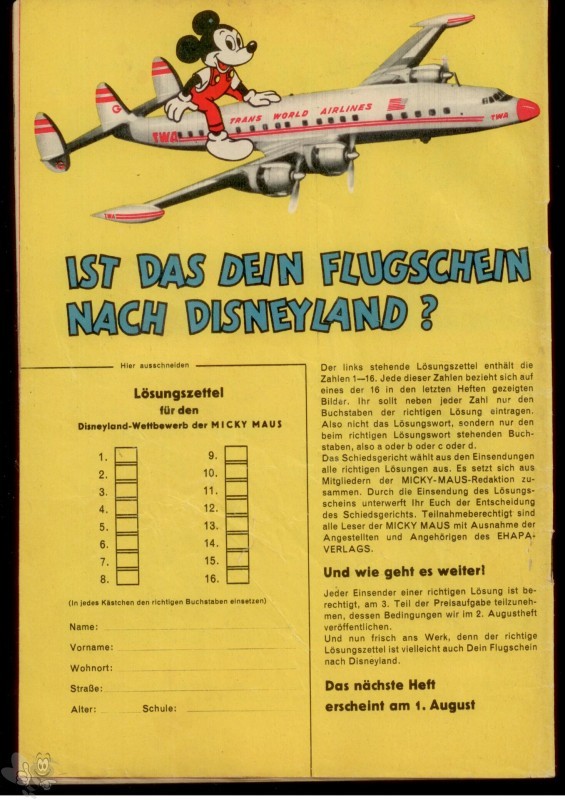 TWA
G
TWA
TRANS WORLD AIRLINES
TWA
IST DAS DEIN FLUGSCHEIN
NACH DISNEYLAND ?
Hier ausschneiden
Lösungszettel
für den
Disneyland-Wettbewerb der MICKY MAUS
1.
2.
3.
4.
5.
6.
7.
8.
9.
10.
11.
12.
13.
14.
15.
16.
(In jedes Kästchen den richtigen Buchstaben einsetzen)
Name:
Vorname:
Wohnort:
Straße:
Alter: Schule:
Der links stehende Lösungszettel enthält die
Zahlen 1—16. Jede dieser Zahlen bezieht sich auf
eines der 16 in den letzten Heften gezeigten
Bilder. Ihr sollt neben jeder Zahl nur den
Buchstaben der richtigen Lösung eintragen.
Also nicht das Lösungswort, sondern nur den
beim richtigen Lösungswort stehenden Buch-
staben, also a oder b oder c oder d.
Das Schiedsgericht wählt aus den Einsendungen
alle richtigen Lösungen aus. Es setzt sich aus
Mitgliedern der MICKY-MAUS-Redaktion zu-
sammen. Durch die Einsendung des Lösungs-
scheins unterwerft Ihr Euch der Entscheidung
des Schiedsgerichts. Teilnahmeberechtigt sind
alle Leser der MICKY MAUS mit Ausnahme der
Angestellten und Angehörigen des EHAPA-
VERLAGS.
Und wie geht es weiter!
Jeder Einsender einer richtigen Lösung ist be-
rechtigt, am 3. Teil der Preisaufgabe teilzuneh-
men, dessen Bedingungen wir im 2. Augustheft
veröffentlichen.
Und nun frisch ans Werk, denn der richtige
Lösungszettel ist vielleicht auch Dein Flugschein
nach Disneyland.
Das nächste Heft
erscheint am 1. August